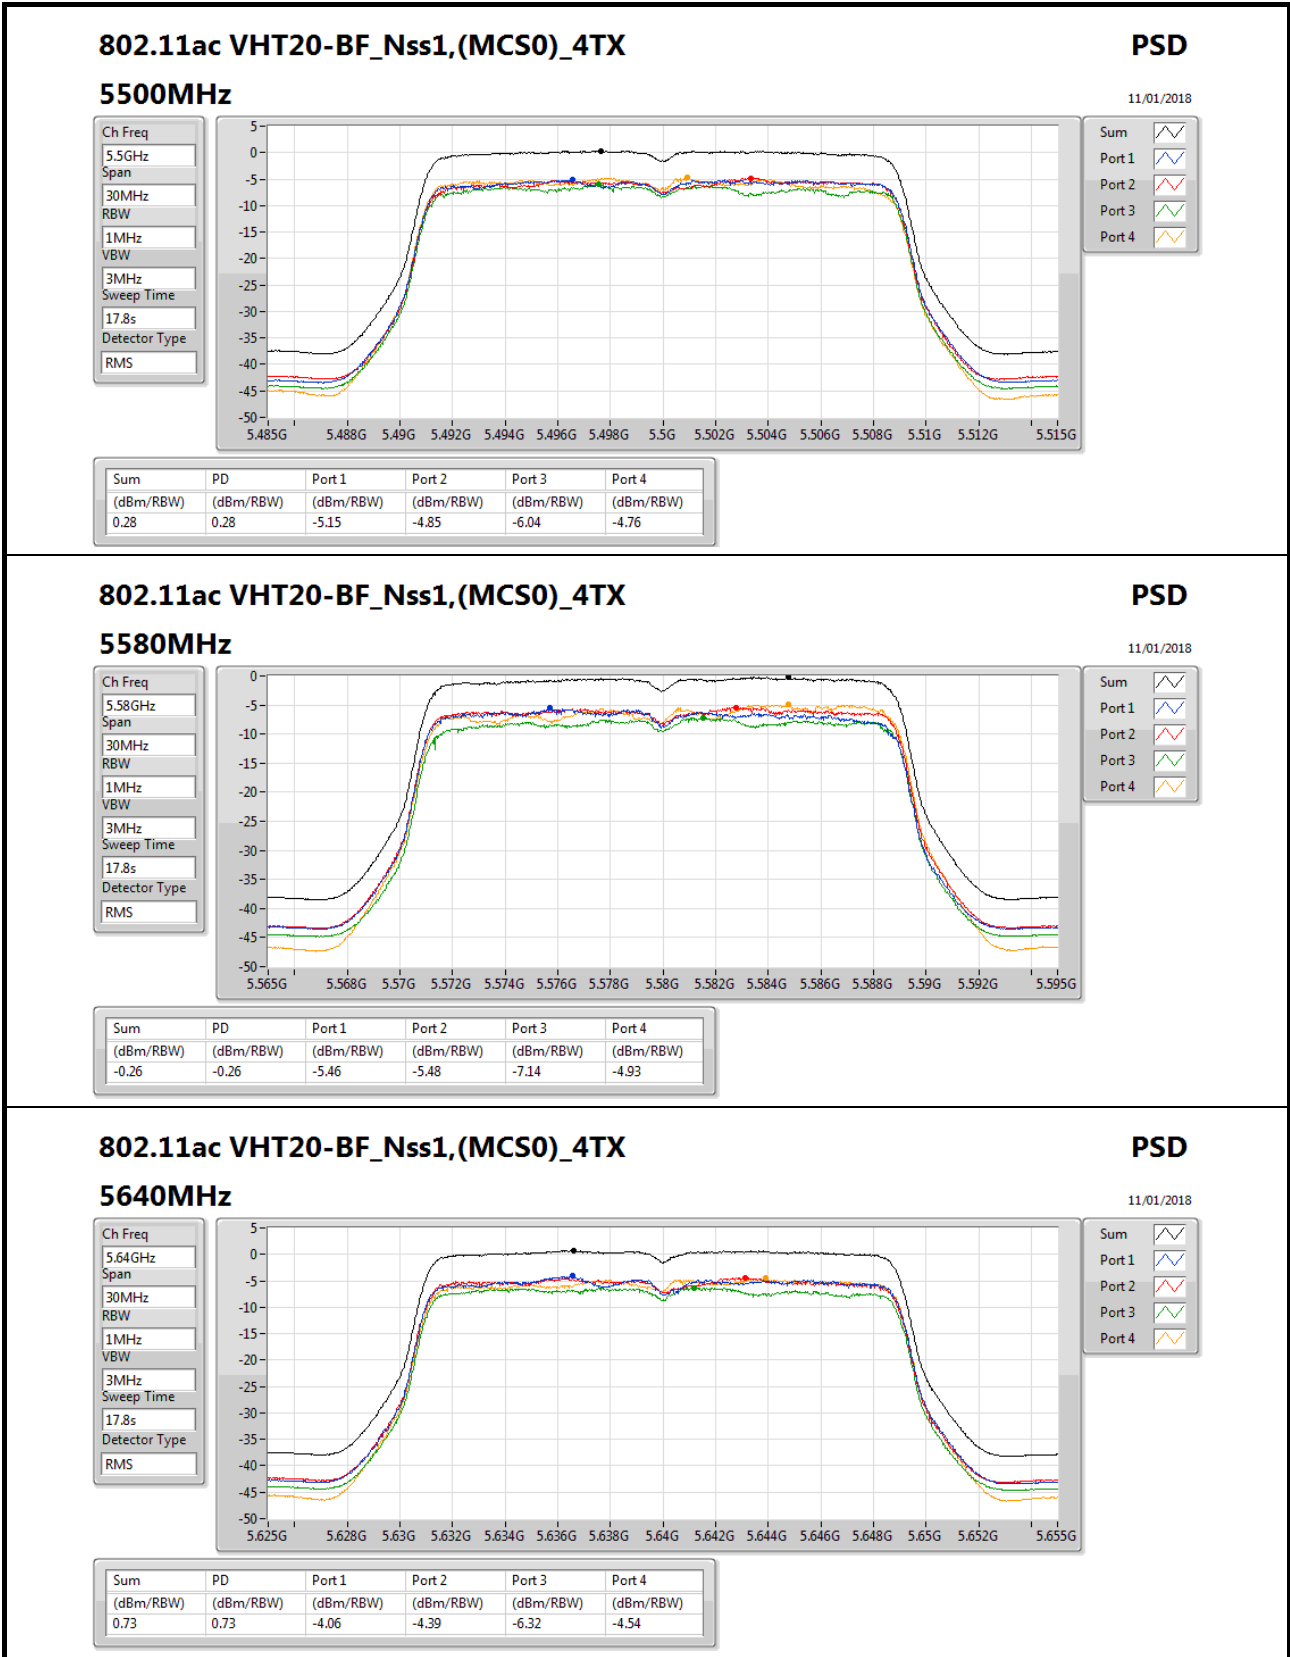 802.11ac VHT20-BF_Nss1,(MCS0)_4TX PSD
5500MHz 11/01/2018
Ch Freq
5.5GHz
Span
30MHz
RBW
1MHz
VBW
3MHz
Sweep Time
17.8s
Detector Type
RMS
5
0
-5
-10
-15
-20
-25
-30
-35
-40
-45
-50
5.485G 5.488G 5.49G 5.492G 5.494G 5.496G 5.498G 5.5G 5.502G 5.504G 5.506G 5.508G 5.51G 5.512G 5.515G
Sum
Port 1
Port 2
Port 3
Port 4
Sum PD Port 1 Port 2 Port 3 Port 4
(dBm/RBW) (dBm/RBW) (dBm/RBW) (dBm/RBW) (dBm/RBW) (dBm/RBW)
0.28 0.28 -5.15 -4.85 -6.04 -4.76
802.11ac VHT20-BF_Nss1,(MCS0)_4TX PSD
5580MHz 11/01/2018
Ch Freq
5.58GHz
Span
30MHz
RBW
1MHz
VBW
3MHz
Sweep Time
17.8s
Detector Type
RMS
0
-5
-10
-15
-20
-25
-30
-35
-40
-45
-50
5.565G 5.568G 5.57G 5.572G 5.574G 5.576G 5.578G 5.58G 5.582G 5.584G 5.586G 5.588G 5.59G 5.592G 5.595G
Sum
Port 1
Port 2
Port 3
Port 4
Sum PD Port 1 Port 2 Port 3 Port 4
(dBm/RBW) (dBm/RBW) (dBm/RBW) (dBm/RBW) (dBm/RBW) (dBm/RBW)
-0.26 -0.26 -5.46 -5.48 -7.14 -4.93
802.11ac VHT20-BF_Nss1,(MCS0)_4TX PSD
5640MHz 11/01/2018
Ch Freq
5.64GHz
Span
30MHz
RBW
1MHz
VBW
3MHz
Sweep Time
17.8s
Detector Type
RMS
5
0
-5
-10
-15
-20
-25
-30
-35
-40
-45
-50
5.625G 5.628G 5.63G 5.632G 5.634G 5.636G 5.638G 5.64G 5.642G 5.644G 5.646G 5.648G 5.65G 5.652G 5.655G
Sum
Port 1
Port 2
Port 3
Port 4
Sum PD Port 1 Port 2 Port 3 Port 4
(dBm/RBW) (dBm/RBW) (dBm/RBW) (dBm/RBW) (dBm/RBW) (dBm/RBW)
0.73 0.73 -4.06 -4.39 -6.32 -4.54